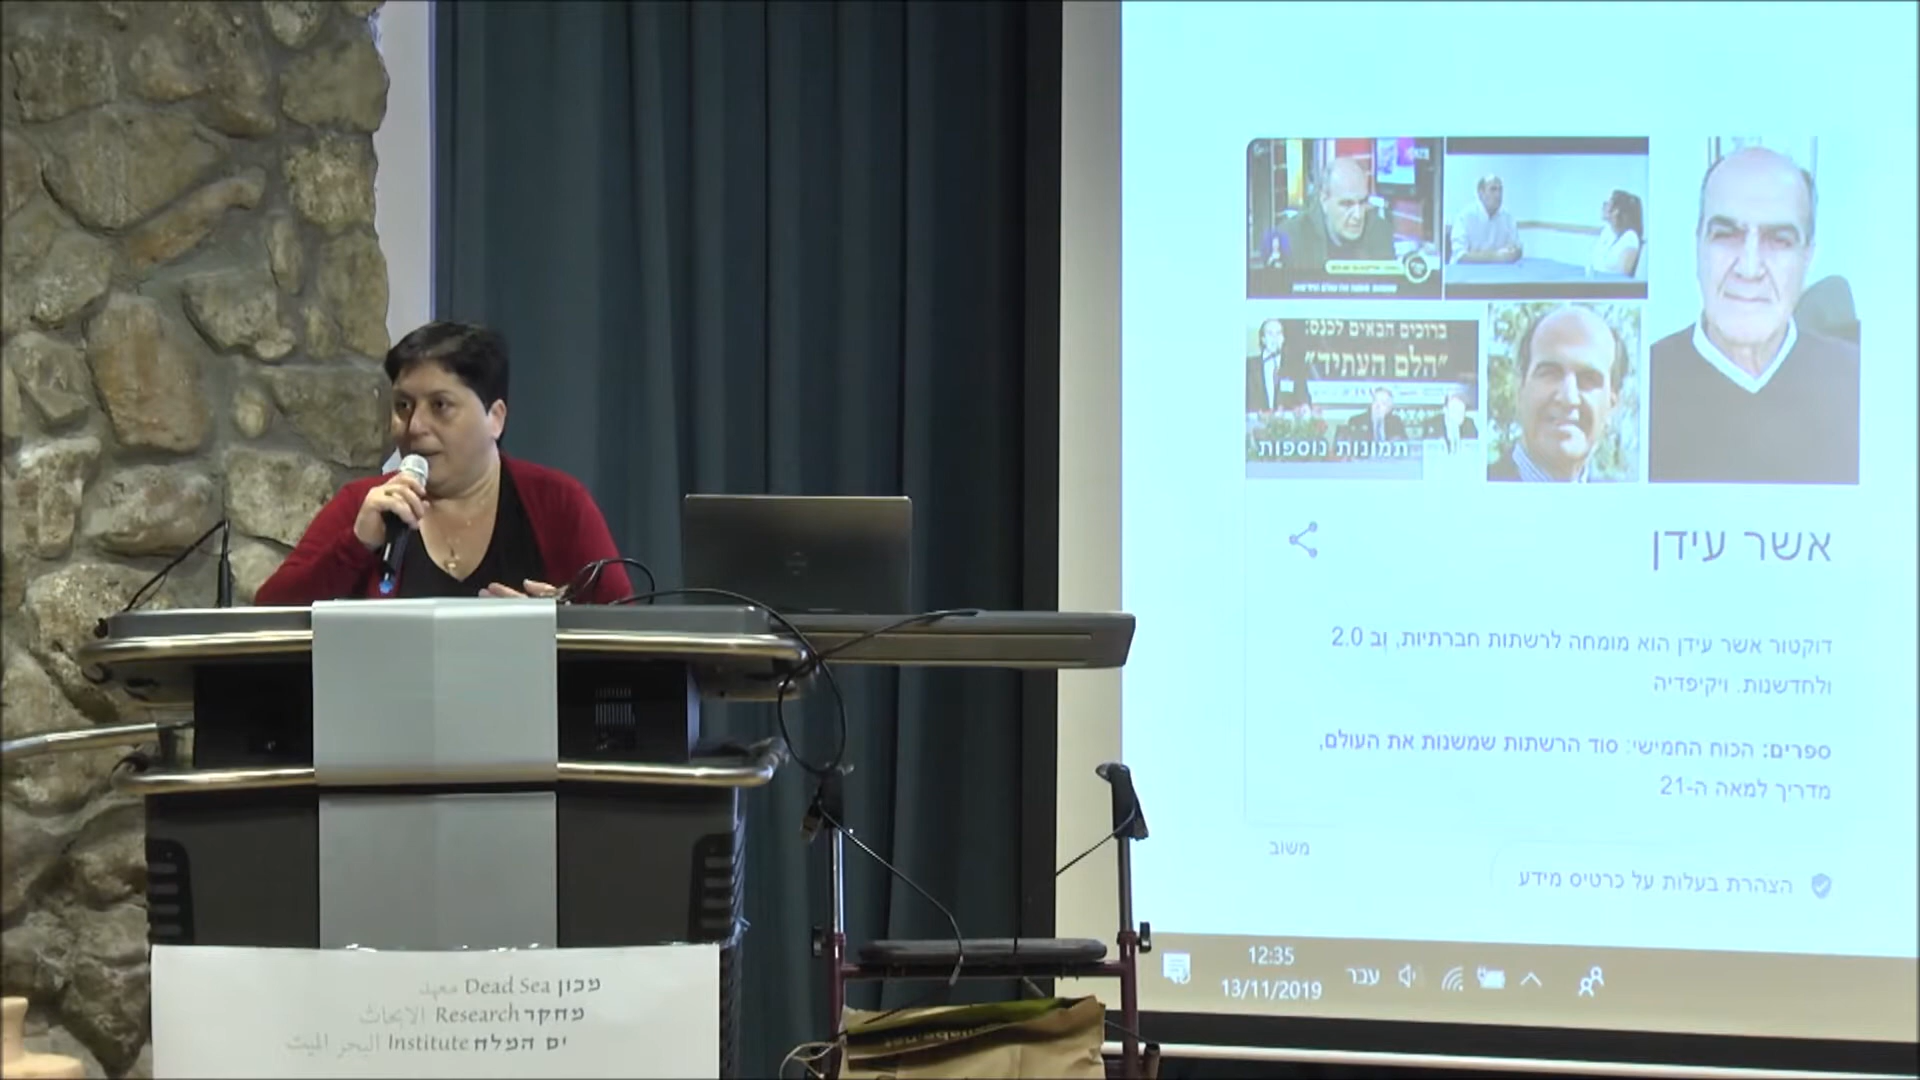 ברוכים הבאים לכנס:
"הלם העתיד"
תמונות נוספות
אשר עידן
דוקטור אשר עידן הוא מומחה לרשתות חברתיות, וב 2.0
ולחדשנות. ויקיפדיה
ספרים: הכוח החמישי: סוד הרשתות שמשנות את העולם,
מדריך למאה ה-21
משוב
הצהרת בעלות על כרטיס מידע
12:35
13/11/2019
עבר
מכון Dead Sea معهد
מחקר Research الابحاث
ים המלח Institute البحر الميت